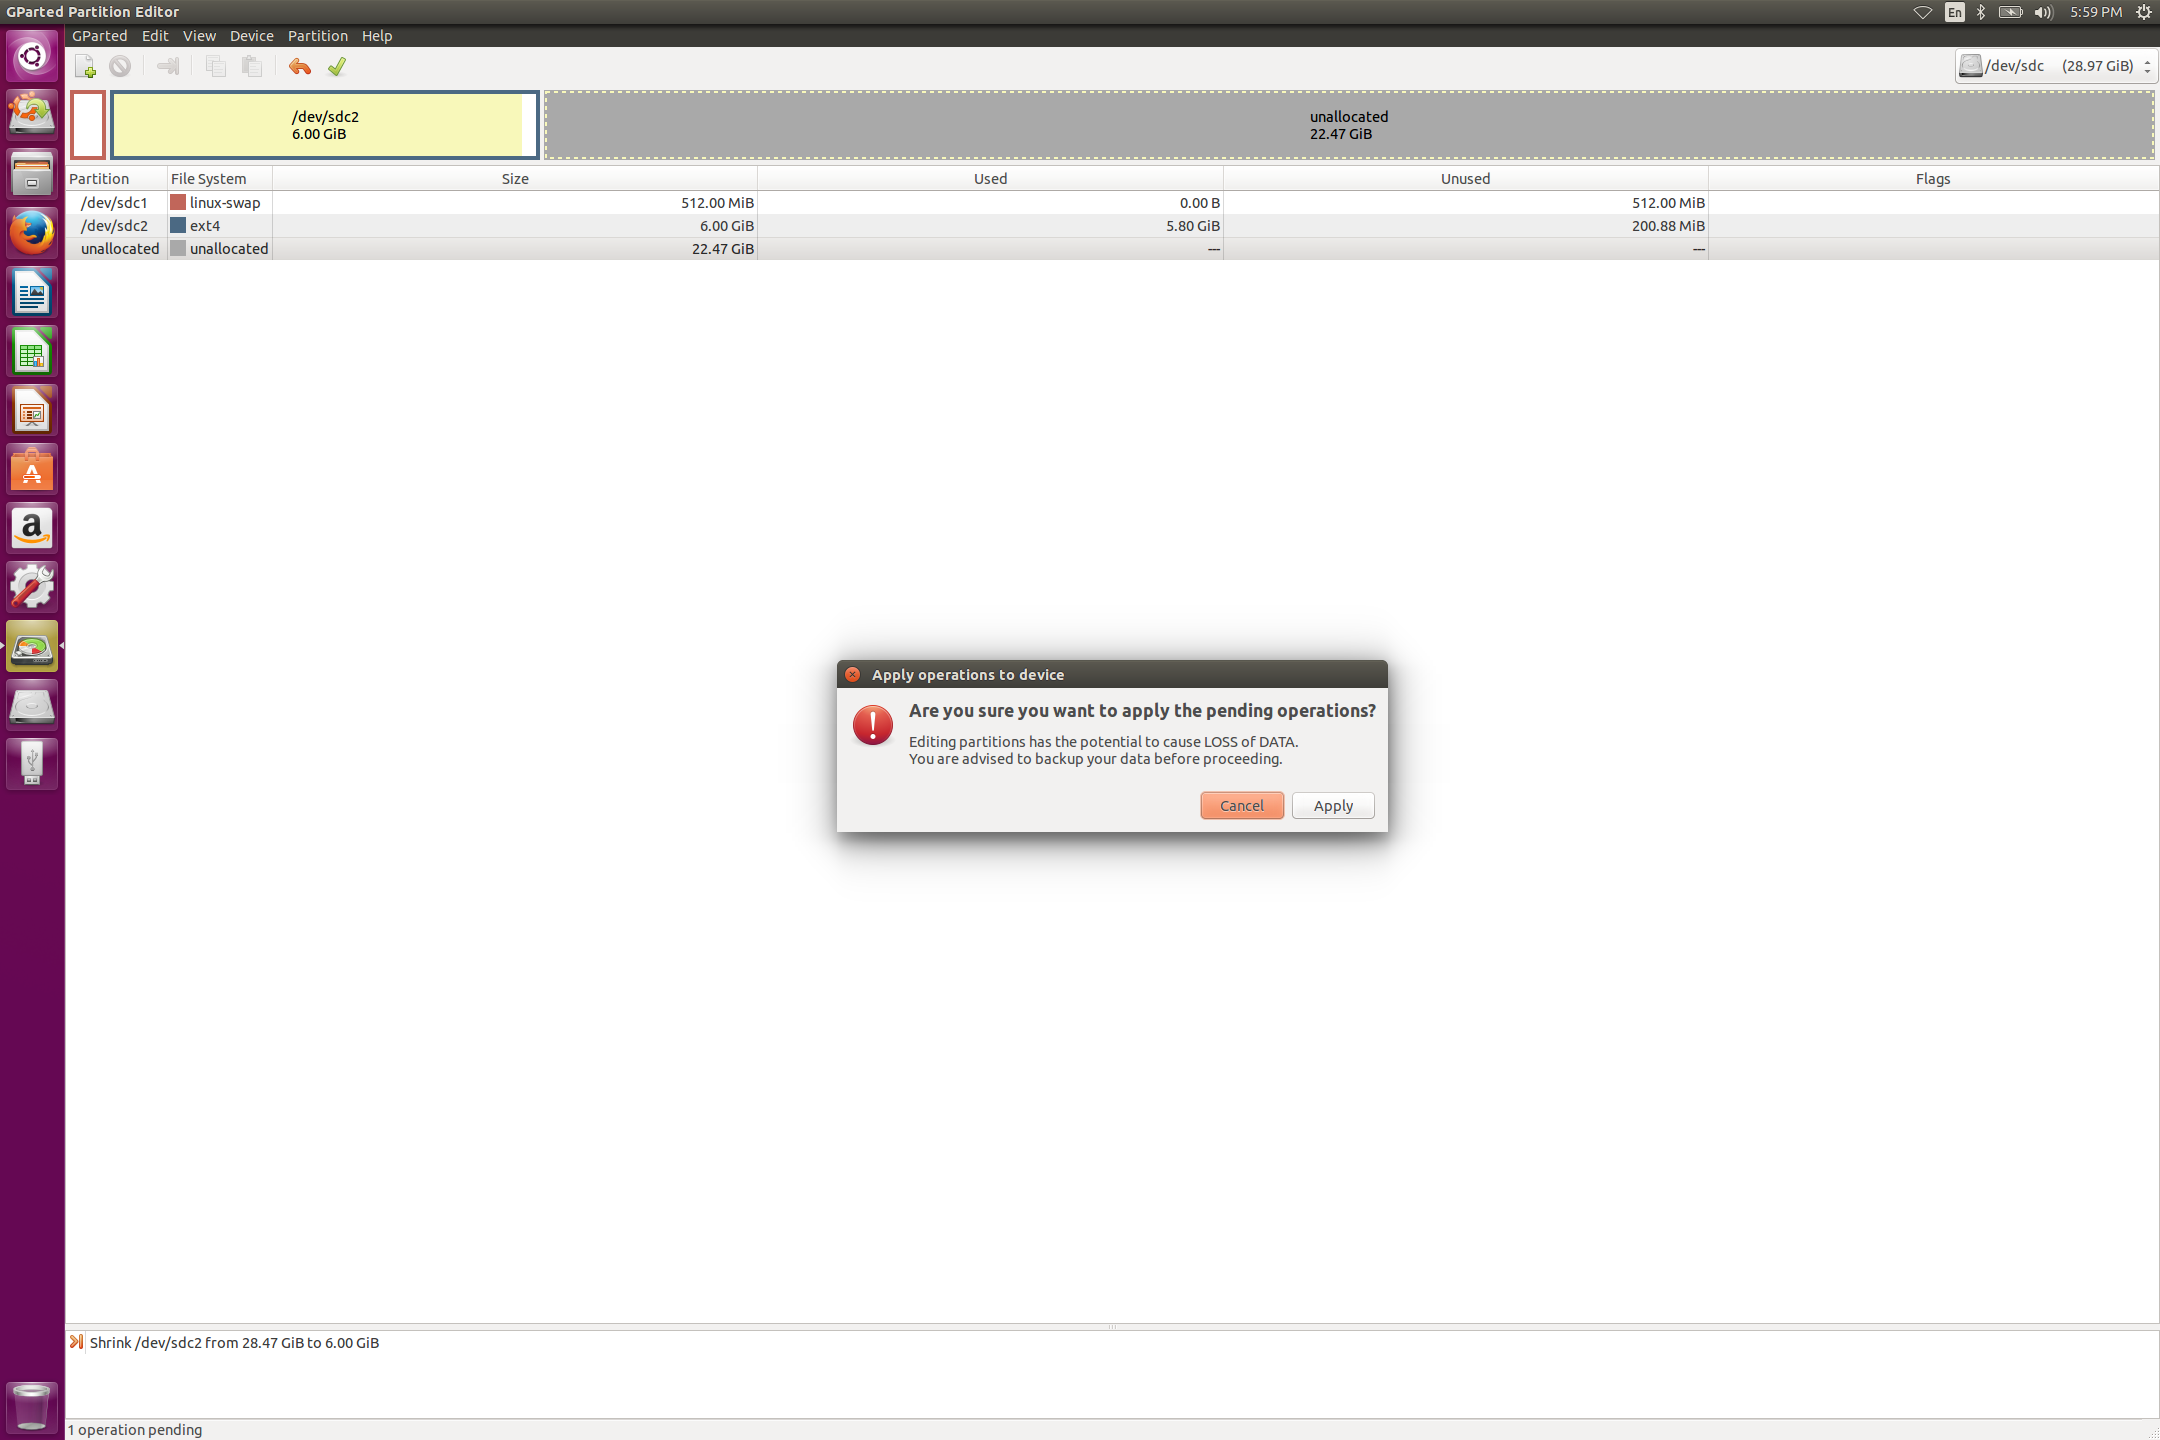 GParted Partition Editor
En
5:59 PM
GParted Edit View Device Partition Help
/dev/sdc (28.97 GiB)
/dev/sdc2
6.00 GiB
unallocated
22.47 GiB
Partition File System Size Used Unused Flags
/dev/sdc1 linux-swap 512.00 MiB 0.00 B 512.00 MiB
/dev/sdc2 ext4 6.00 GiB 5.80 GiB 200.88 MiB
unallocated unallocated 22.47 GiB --- ---
Apply operations to device
Are you sure you want to apply the pending operations?
Editing partitions has the potential to cause LOSS of DATA.
You are advised to backup your data before proceeding.
Cancel Apply
Shrink /dev/sdc2 from 28.47 GiB to 6.00 GiB
1 operation pending